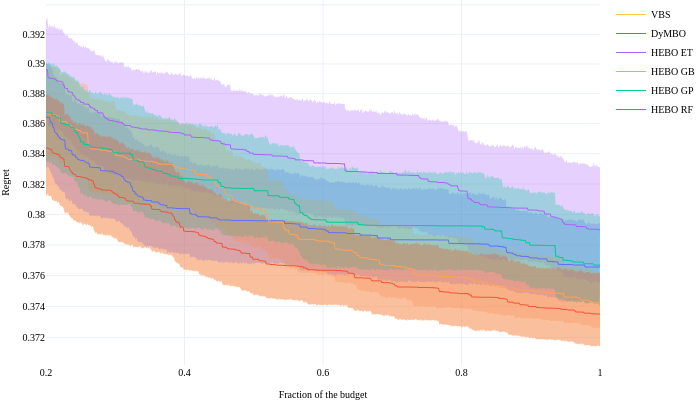 VBS
DyMBO
HEBO ET
HEBO GB
HEBO GP
HEBO RF
0.392
0.39
0.388
0.386
0.384
0.382
0.38
0.378
0.376
0.374
0.372
Regret
0.2
0.4
0.6
0.8
1
Fraction of the budget